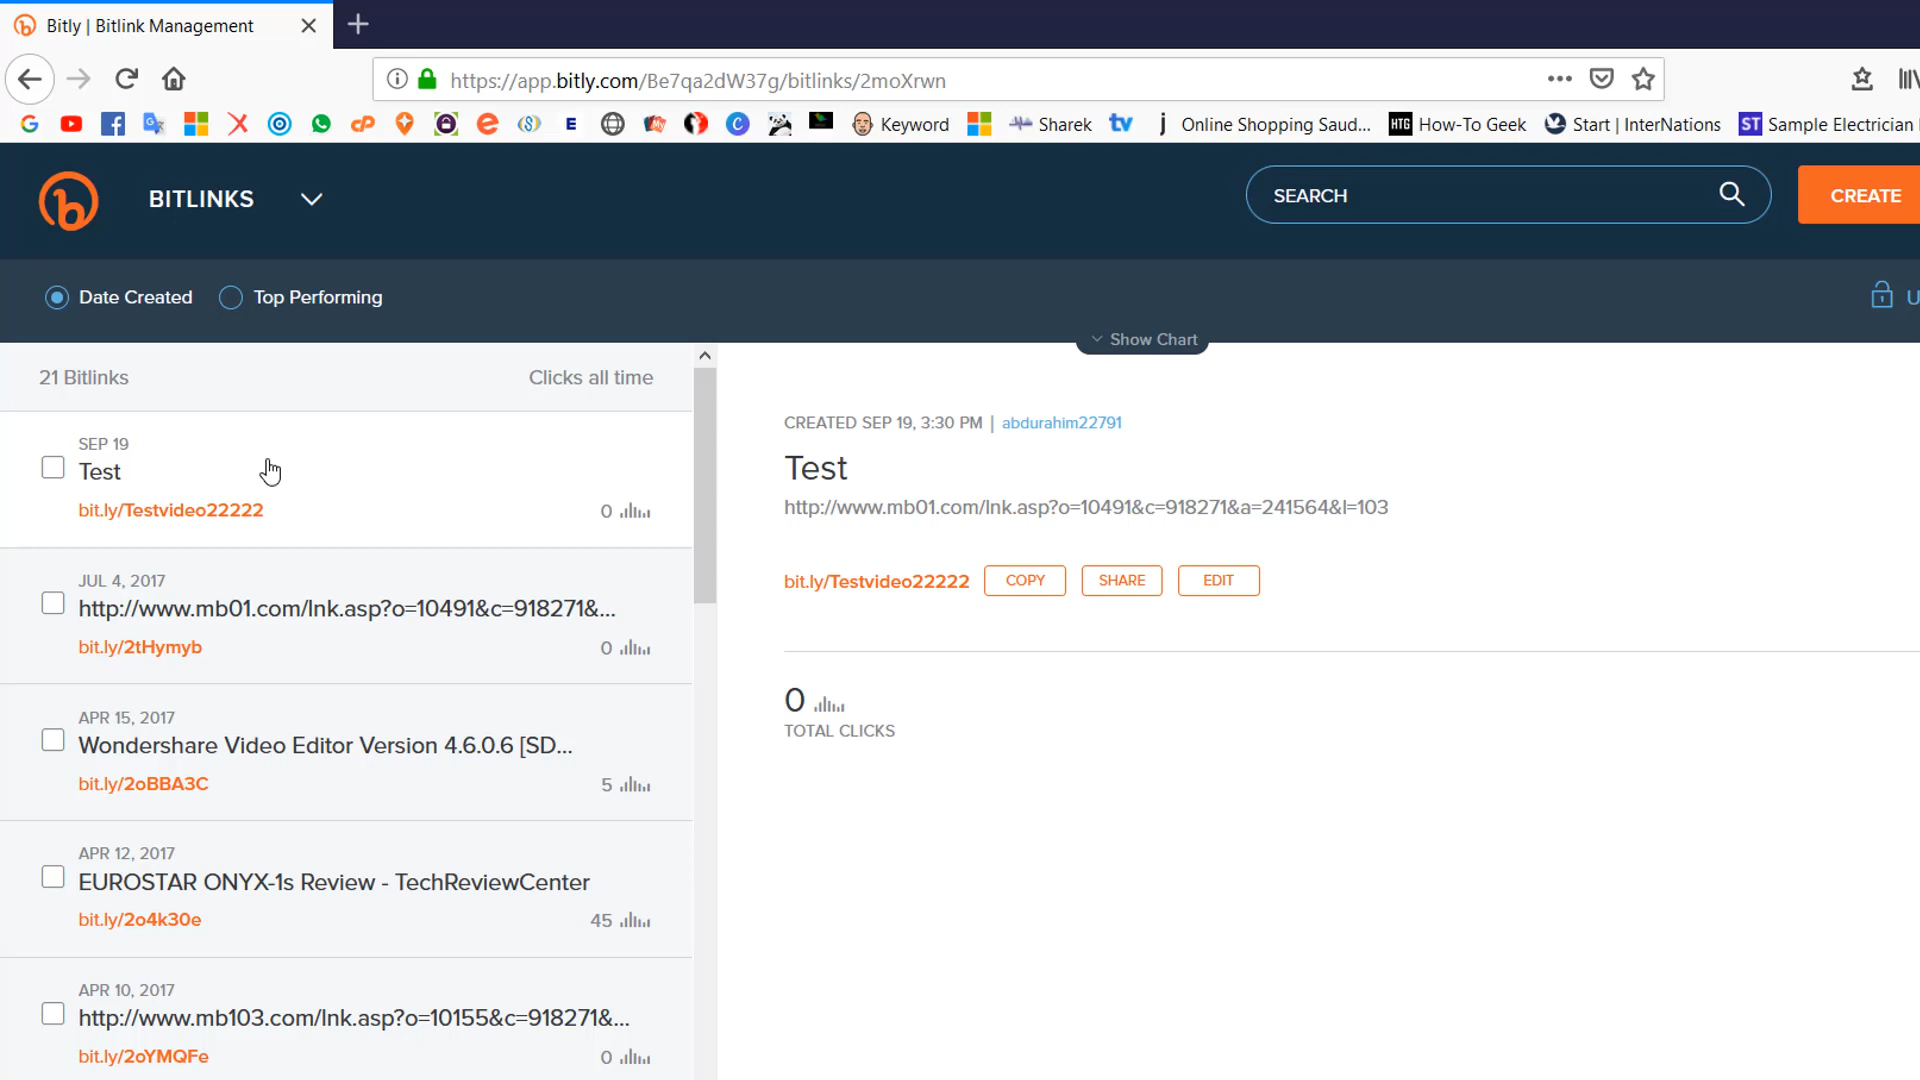 Bitly | Bitlink Management
https://app.bitly.com/Be7qa2dW37g/bitlinks/2moXrwn
Keyword
Sharek
Online Shopping Saud...
HTG How-To Geek
Start | InterNations
ST Sample Electrician
BITLINKS
SEARCH
CREATE
Date Created
Top Performing
U
Show Chart
21 Bitlinks
Clicks all time
SEP 19
Test
bit.ly/Testvideo22222
0
JUL 4, 2017
http://www.mb01.com/lnk.asp?o=10491&c=918271&...
bit.ly/2tHymyb
0
APR 15, 2017
Wondershare Video Editor Version 4.6.0.6 [SD...
bit.ly/2oBBA3C
5
APR 12, 2017
EUROSTAR ONYX-1s Review - TechReviewCenter
bit.ly/2o4k30e
45
APR 10, 2017
http://www.mb103.com/lnk.asp?o=10155&c=918271&...
bit.ly/2oYMQFe
0
CREATED SEP 19, 3:30 PM | abdurahim22791
Test
http://www.mb01.com/lnk.asp?o=10491&c=918271&a=241564&l=103
bit.ly/Testvideo22222
COPY
SHARE
EDIT
0
TOTAL CLICKS